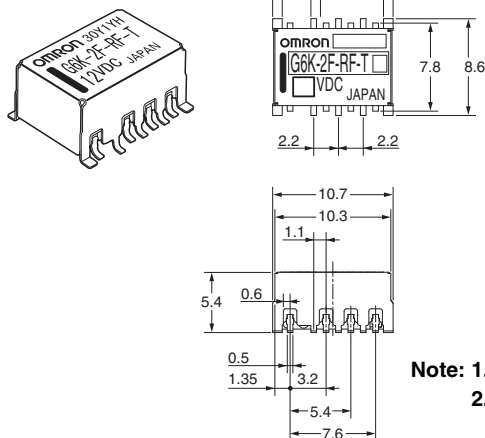 OMRON 30Y1YH
G6K-2F-RF-T
12VDC JAPAN
OMRON
G6K-2F-RF-T
VDC
JAPAN
7.8
8.6
2.2
2.2
10.7
10.3
1.1
5.4
0.6
0.5
1.35
3.2
5.4
7.6
Note: 1.
2.